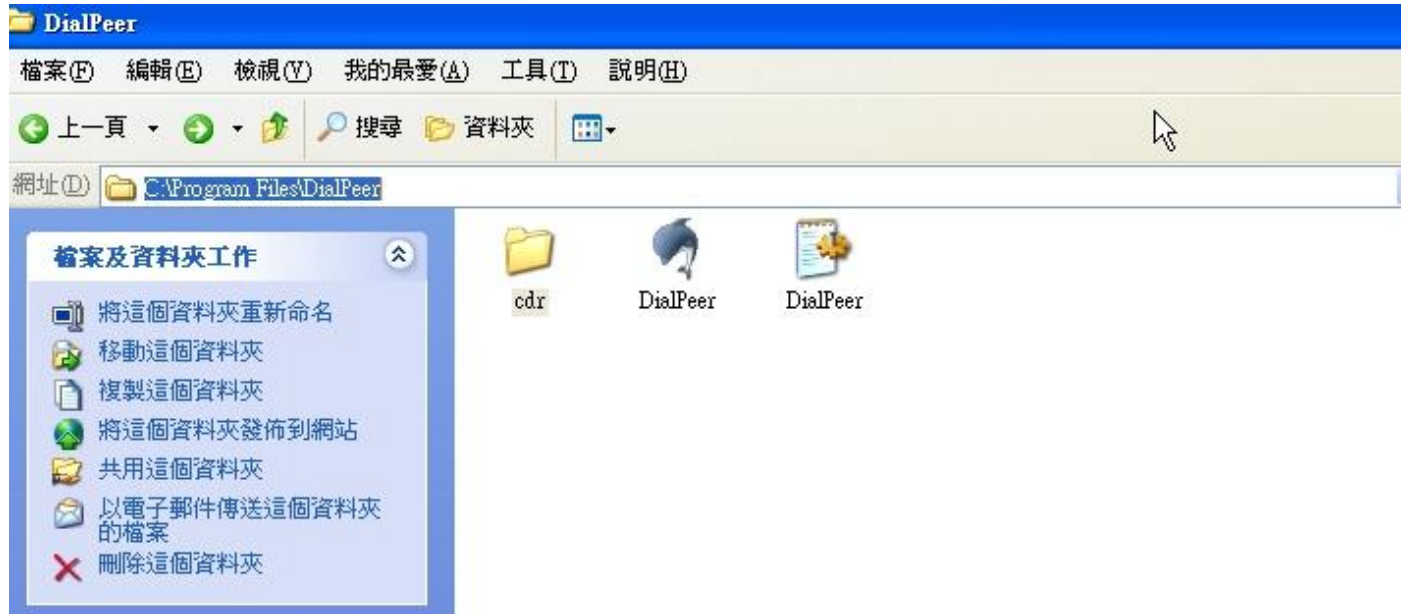 DialPeer
檔案(F) 編輯(E) 檢視(V) 我的最愛(A) 工具(T) 說明(H)
上一頁 搜尋 資料夾
網址(D) C:\Program Files\DialPeer
檔案及資料夾工作
將這個資料夾重新命名
移動這個資料夾
複製這個資料夾
將這個資料夾發佈到網站
共用這個資料夾
以電子郵件傳送這個資料夾
的檔案
刪除這個資料夾
cdr DialPeer DialPeer